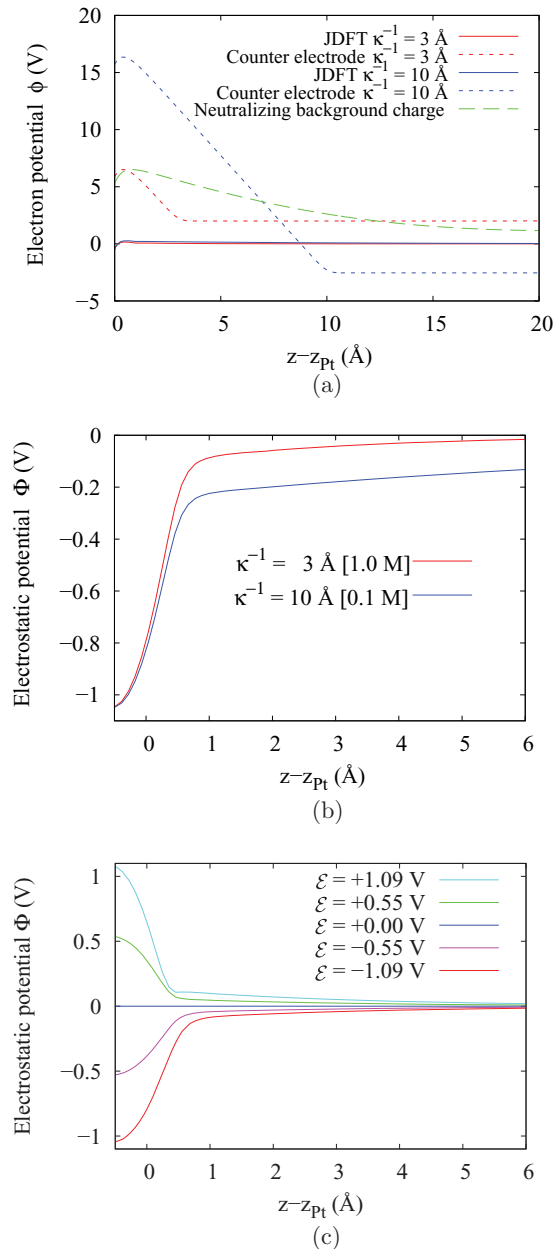 Electron potential ϕ (V)
20
15
10
5
0
−5
JDFT κ⁻¹ = 3 Å
Counter electrode κ⁻¹ = 3 Å
JDFT κ⁻¹ = 10 Å
Counter electrode κ⁻¹ = 10 Å
Neutralizing background charge
0
5
10
15
20
z−z_Pt (Å)
(a)
Electrostatic potential Φ (V)
0
−0.2
−0.4
−0.6
−0.8
−1
κ⁻¹ = 3 Å [1.0 M]
κ⁻¹ = 10 Å [0.1 M]
0
1
2
3
4
5
6
z−z_Pt (Å)
(b)
Electrostatic potential Φ (V)
1
0.5
0
−0.5
−1
ℰ = +1.09 V
ℰ = +0.55 V
ℰ = +0.00 V
ℰ = −0.55 V
ℰ = −1.09 V
0
1
2
3
4
5
6
z−z_Pt (Å)
(c)